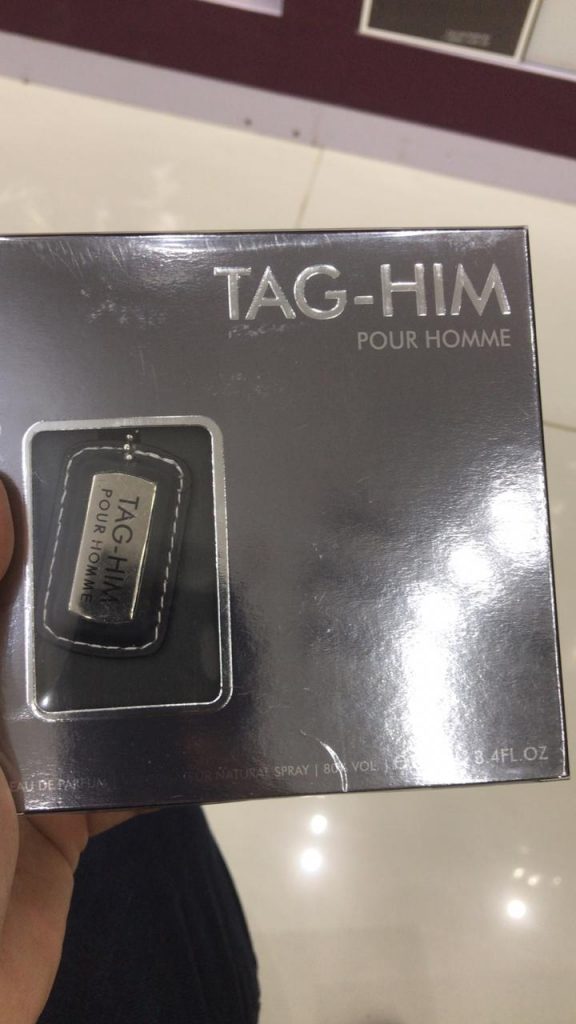 TAG-HIM
POUR HOMME
TAG-HIM
POUR HOMME
EAU DE PARFUM
NATURAL SPRAY | 80% VOL
3.4FL.OZ